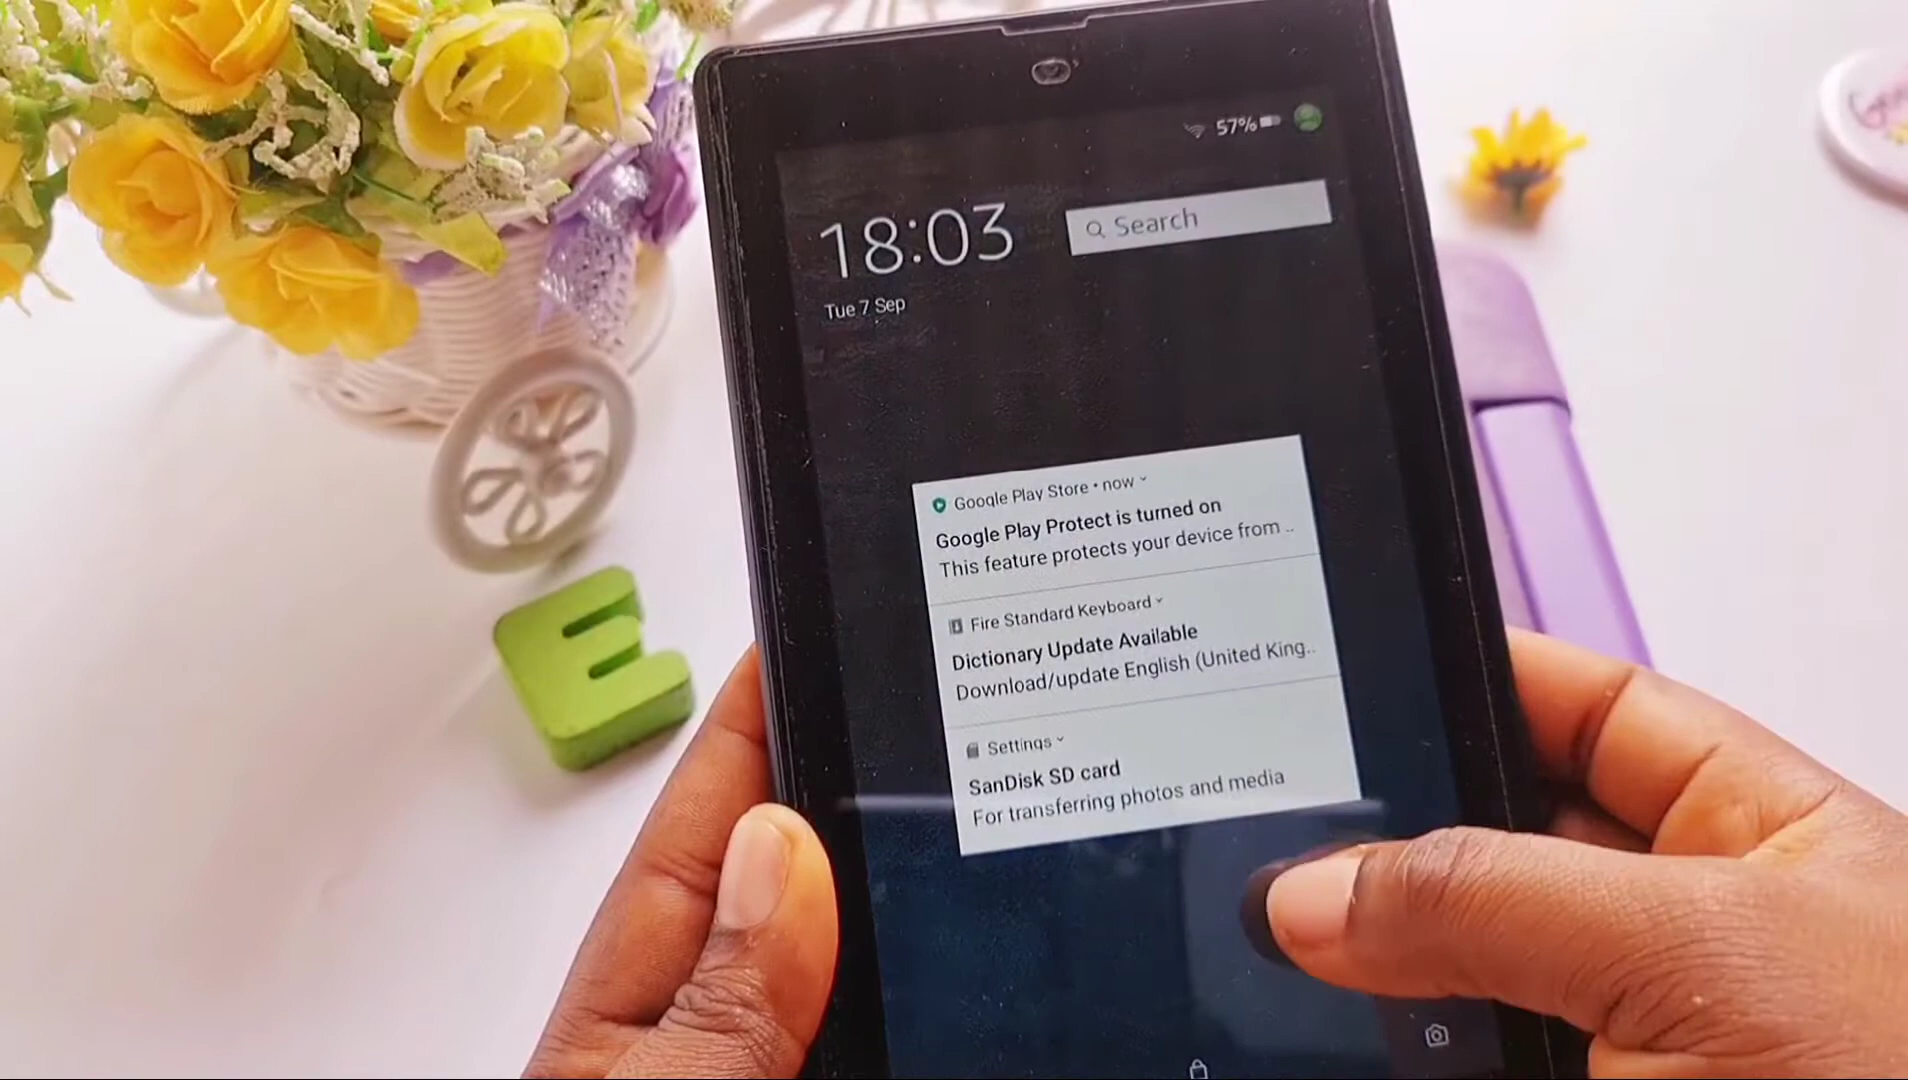 57%
18:03
Search
Tue 7 Sep
Google Play Store • now
Google Play Protect is turned on
This feature protects your device from ..
Fire Standard Keyboard
Dictionary Update Available
Download/update English (United King..
Settings
SanDisk SD card
For transferring photos and media
E